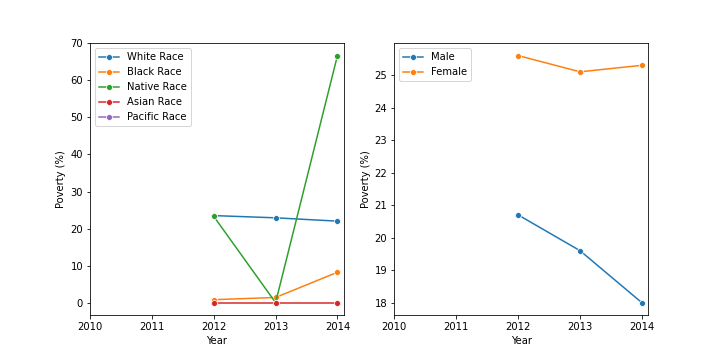 70
60
50
40
30
20
10
0
Poverty (%)
White Race
Black Race
Native Race
Asian Race
Pacific Race
2010 2011 2012 2013 2014
Year
25
24
23
22
21
20
19
18
Poverty (%)
Male
Female
2010 2011 2012 2013 2014
Year